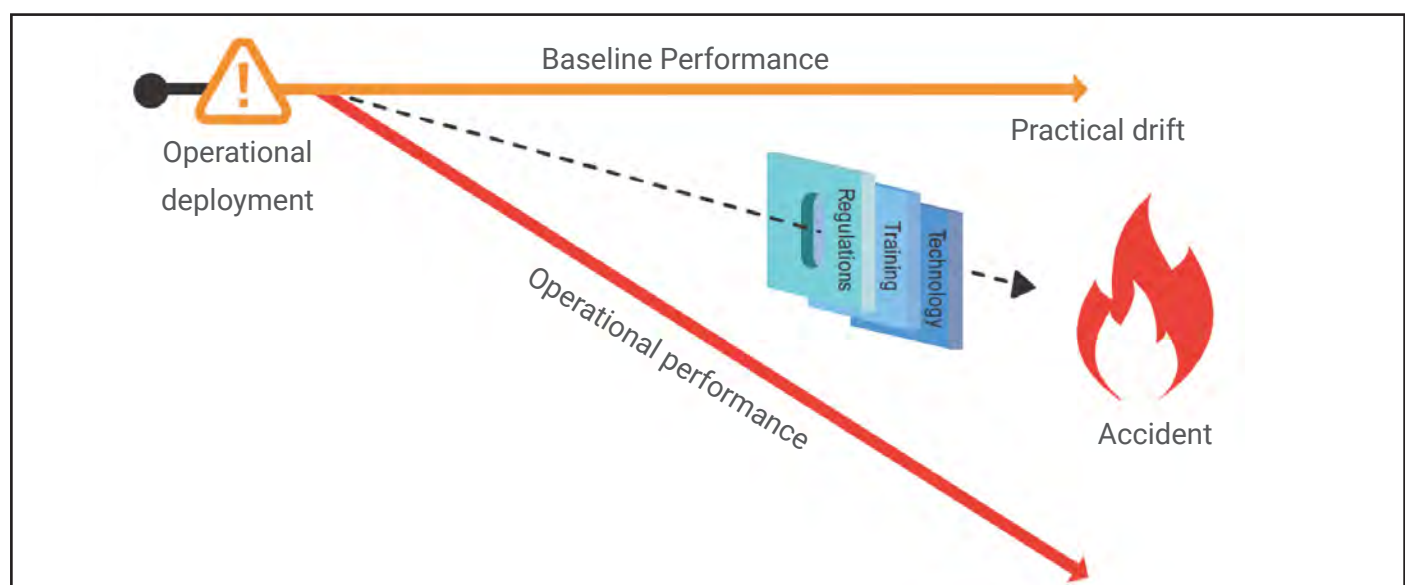 Baseline Performance
!
Operational
deployment
Practical drift
Regulations
Training
Technology
Operational performance
Accident